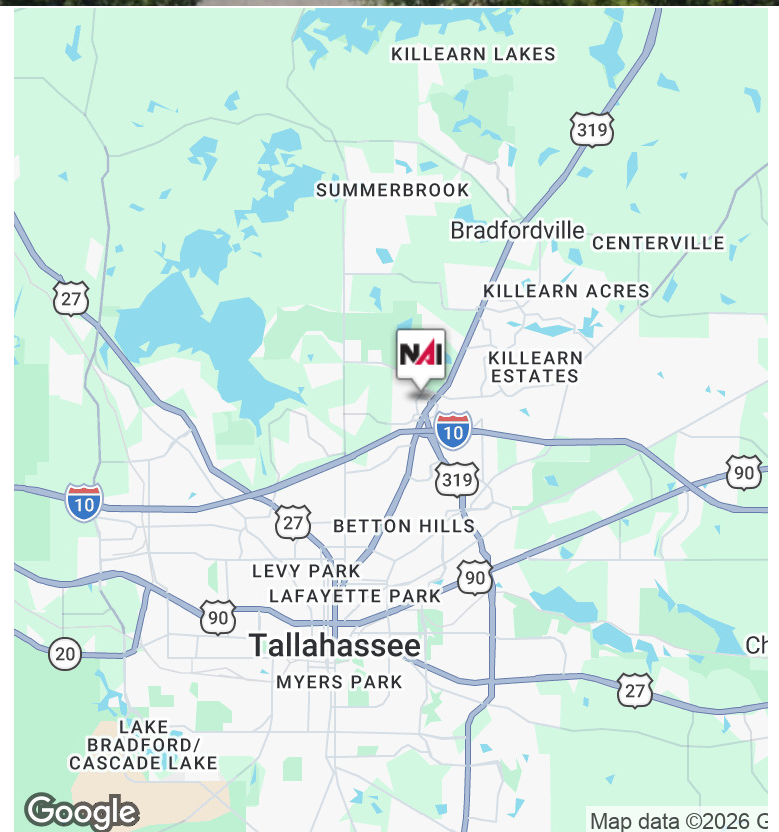 KILLEARN LAKES
319
SUMMERBROOK
Bradfordville
CENTERVILLE
27
KILLEARN ACRES
NAI
KILLEARN
ESTATES
10
319
90
10
27
BETTON HILLS
LEVY PARK
90
LAFAYETTE PARK
90
Tallahassee
20
Ch
MYERS PARK
27
LAKE
BRADFORD/
CASCADE LAKE
Google
Map data ©2026 G